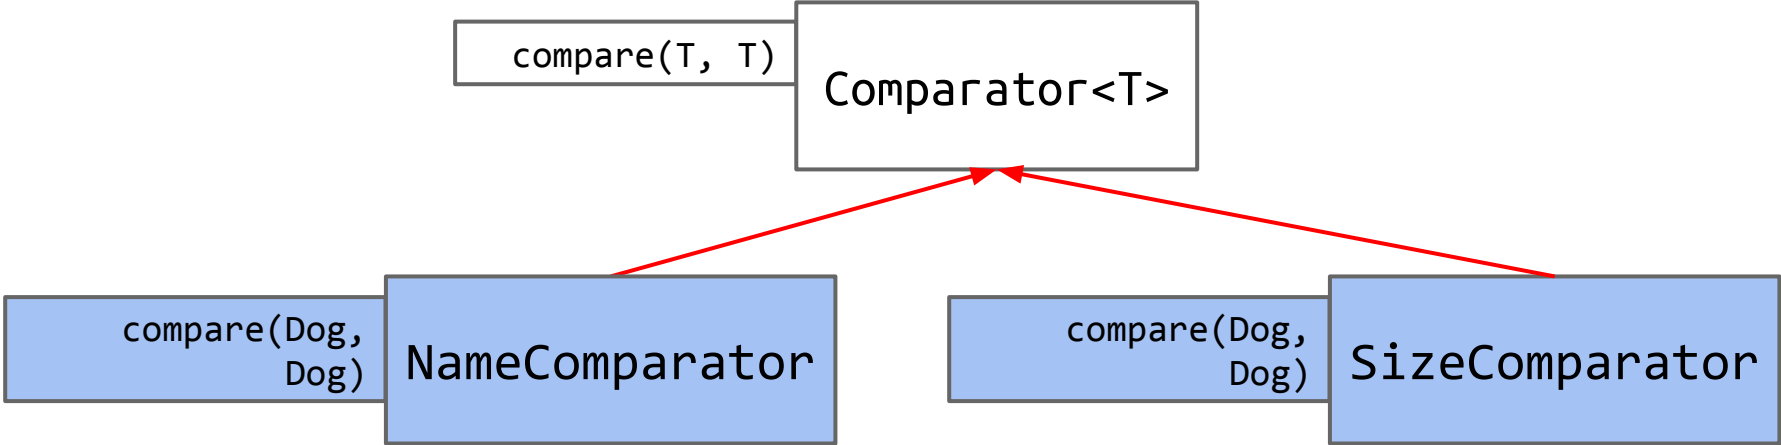 compare(T, T)
Comparator<T>
compare(Dog,
Dog)
NameComparator
compare(Dog,
Dog)
SizeComparator